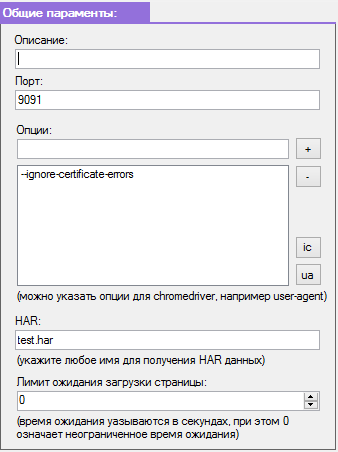 Общие параменты:
Описание:
Порт:
9091
Опции:
+
--ignore-certificate-errors
-
ic
ua
(можно указать опции для chromedriver, например user-agent)
HAR:
test.har
(укажите любое имя для получения HAR данных)
Лимит ожидания загрузки страницы:
0
(время ожидания уазываются в секундах, при этом 0
означает неограниченное время ожидания)